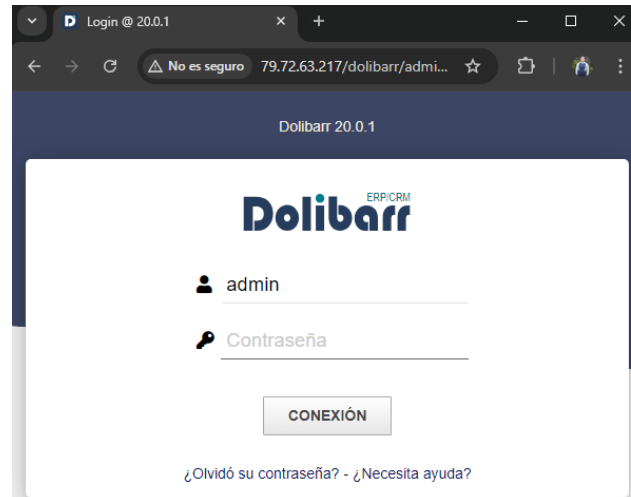 Login @ 20.0.1
No es seguro 79.72.63.217/dolibarr/admi...
Dolibarr 20.0.1
Dolibarr ERP/CRM
admin
Contraseña
CONEXIÓN
¿Olvidó su contraseña? - ¿Necesita ayuda?